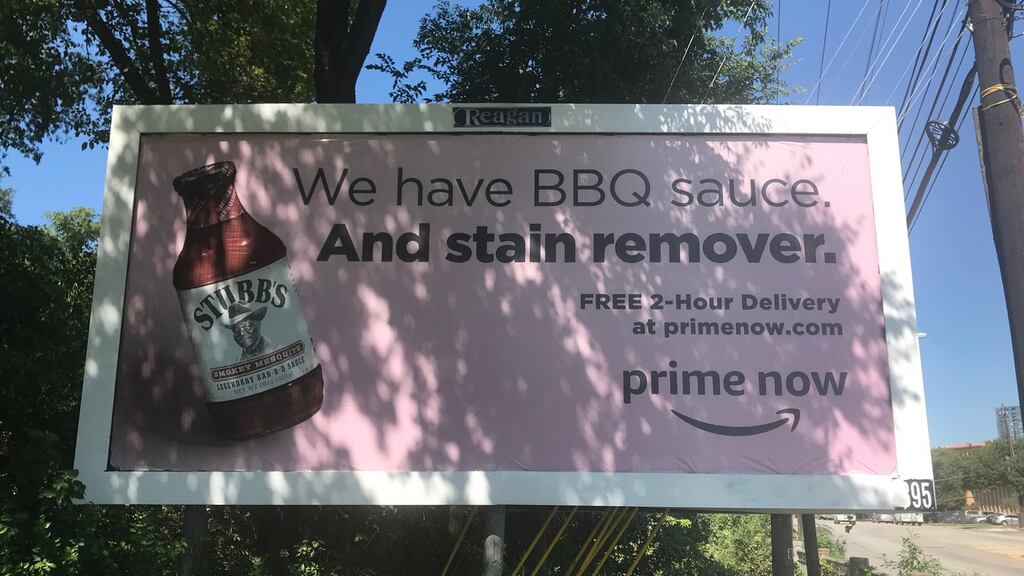 Reagan
We have BBQ sauce.
And stain remover.
FREE 2-Hour Delivery
at primenow.com
prime now
STUBB'S
SMOKEY MESQUITE
LEGENDARY BAR-B-Q SAUCE
395